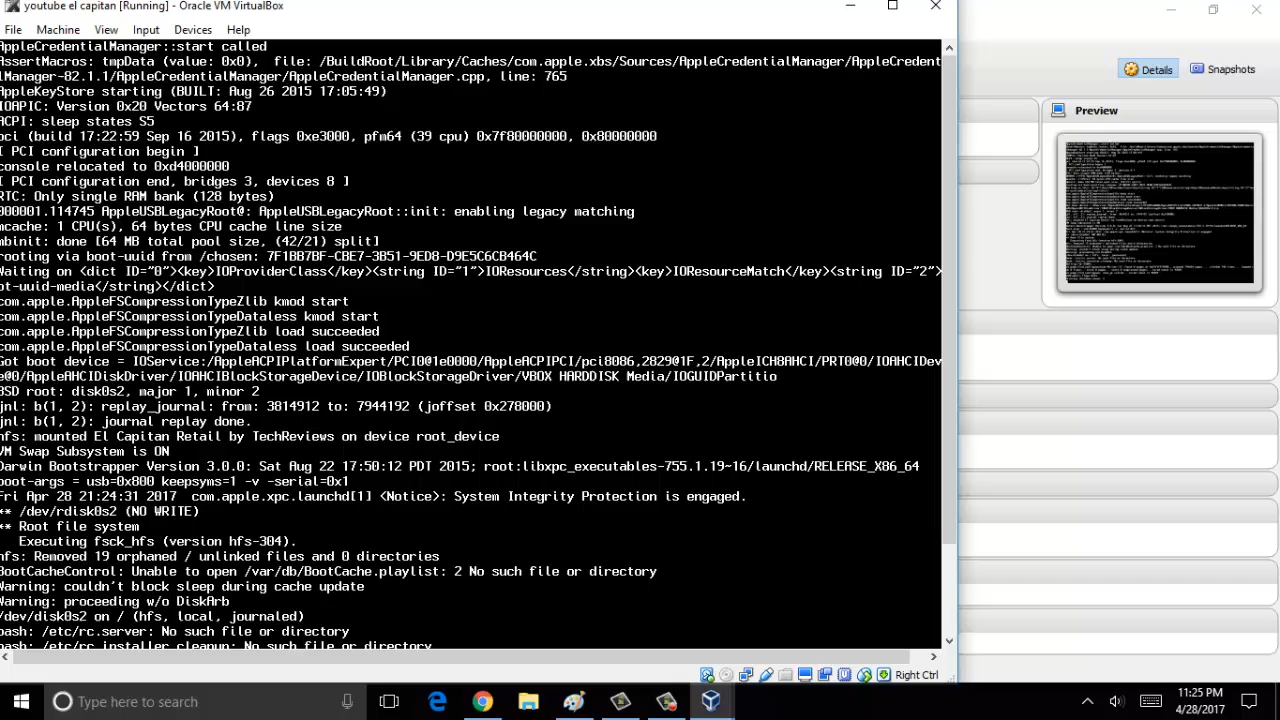 youtube el capitan [Running] - Oracle VM VirtualBox
File Machine View Input Devices Help
AppleCredentialManager::start called
AssertMacros: tmpData (value: 0x0), file: /BuildRoot/Library/Caches/com.apple.xbs/Sources/AppleCredentialManager/AppleCredent
lManager-82.1.1/AppleCredentialManager/AppleCredentialManager.cpp, line: 765
AppleKeyStore starting (BUILT: Aug 26 2015 17:05:49)
IOAPIC: Version 0x20 Vectors 64:87
ACPI: sleep states S5
pci (build 17:22:59 Sep 16 2015), flags 0xe3000, pfm64 (39 cpu) 0x7f80000000, 0x80000000
[ PCI configuration begin ]
console relocated to 0xd4000000
[ PCI configuration end, bridges 3, devices 8 ]
RTC: Only single RAM bank (128 bytes)
000001.114745 AppleUSBLegacyRoot@: AppleUSBLegacyRoot::init: enabling legacy matching
mcache: 1 CPU(s), 64 bytes CPU cache line size
mbinit: done [64 MB total pool size, (42/21) split]
rooting via boot-uuid from /chosen:
Waiting on <dict ID="0"><key>IOProviderClass</key><string ID="1">IOResources</string><key>IOResourceMatch</key><string ID="2">
ot-uuid-media</string></dict>
com.apple.AppleFSCompressionTypeZlib kmod start
com.apple.AppleFSCompressionTypeDataless kmod start
com.apple.AppleFSCompressionTypeZlib load succeeded
com.apple.AppleFSCompressionTypeDataless load succeeded
Got boot device = IOService:/AppleACPIPlatformExpert/PCI0@1e0000/AppleACPIPCI/pci8086,2829@1F,2/AppleICH8AHCI/PRT0@0/IOAHCIDev
e@0/AppleAHCIDiskDriver/IOAHCIBlockStorageDevice/IOBlockStorageDriver/VBOX HARDDISK Media/IOGUIDPartitio
BSD root: disk0s2, major 1, minor 2
jnl: b(1, 2): replay_journal: from: 3814912 to: 7944192 (joffset 0x278000)
jnl: b(1, 2): journal replay done.
hfs: mounted El Capitan Retail by TechReviews on device root_device
VM Swap Subsystem is ON
Darwin Bootstrapper Version 3.0.0: Sat Aug 22 17:50:12 PDT 2015; root:libxpc_executables-755.1.19~16/launchd/RELEASE_X86_64
boot-args = usb=0x800 keepsyms=1 -v -serial=0x1
Fri Apr 28 21:24:31 2017 com.apple.xpc.launchd[1] <Notice>: System Integrity Protection is engaged.
** /dev/rdisk0s2 (NO WRITE)
** Root file system
Executing fsck_hfs (version hfs-304).
hfs: Removed 19 orphaned / unlinked files and 0 directories
BootCacheControl: Unable to open /var/db/BootCache.playlist: 2 No such file or directory
Warning: couldn't block sleep during cache update
Warning: proceeding w/o DiskArb
/dev/disk0s2 on / (hfs, local, journaled)
bash: /etc/rc.server: No such file or directory
bash: /etc/rc.installer_cleanup: No such file or directory
Right Ctrl
Details Snapshots
Preview
Type here to search
11:25 PM
4/28/2017